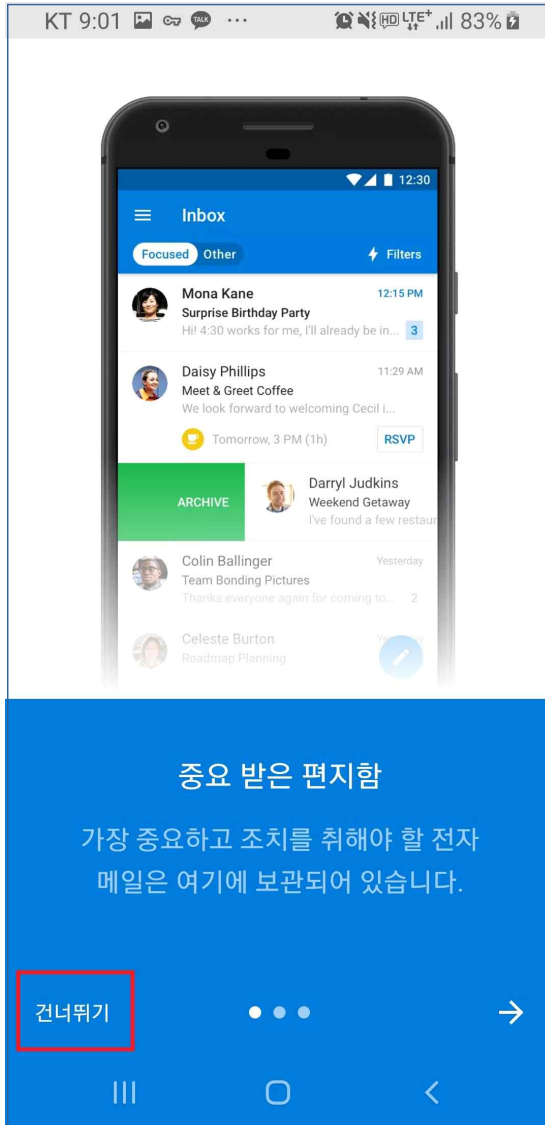 KT 9:01 TALK ... HD LTE+ 83%
12:30
Inbox
Focused Other Filters
Mona Kane 12:15 PM
Surprise Birthday Party
Hi! 4:30 works for me, I'll already be in... 3
Daisy Phillips 11:29 AM
Meet & Greet Coffee
We look forward to welcoming Cecil i...
Tomorrow, 3 PM (1h) RSVP
ARCHIVE
Darryl Judkins
Weekend Getaway
I've found a few restaur
Colin Ballinger Yesterday
Team Bonding Pictures
Thanks everyone again for coming to... 2
Celeste Burton
Roadmap Planning
중요 받은 편지함
가장 중요하고 조치를 취해야 할 전자
메일은 여기에 보관되어 있습니다.
건너뛰기